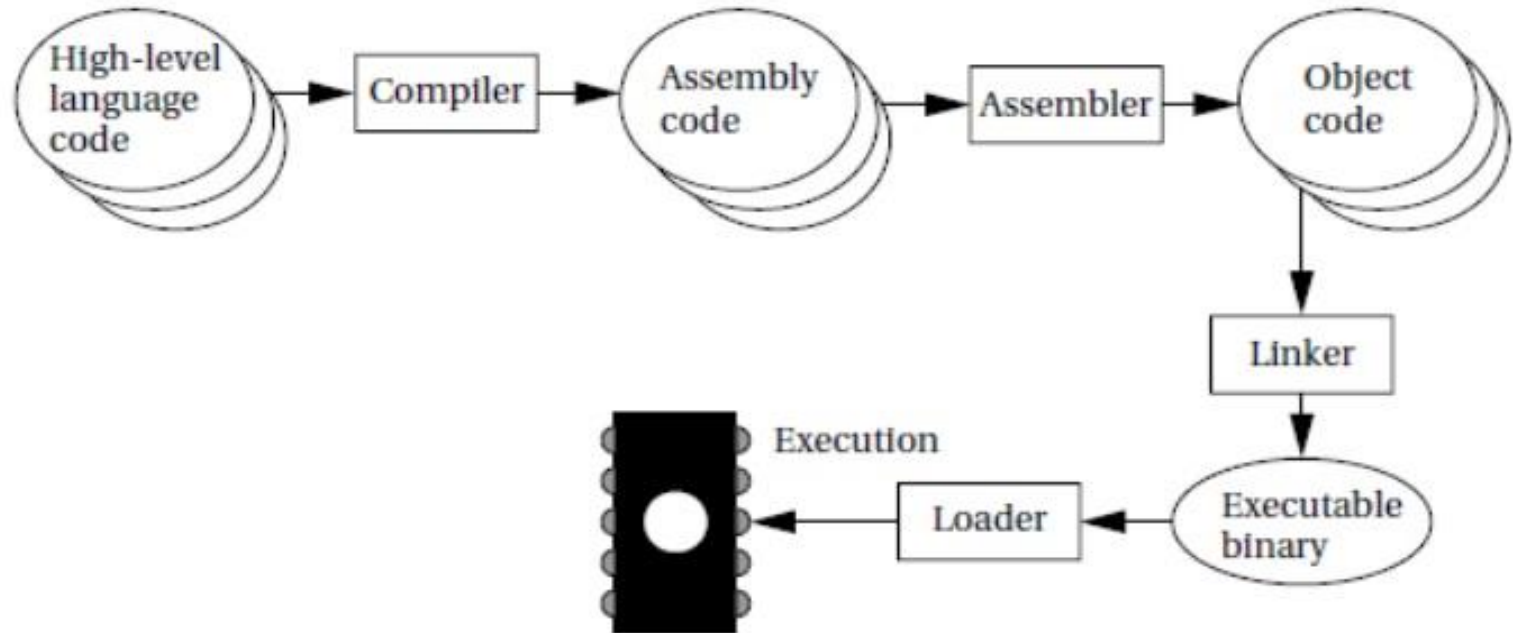 High-level
language
code
Compiler
Assembly
code
Assembler
Object
code
Linker
Executable
binary
Loader
Execution